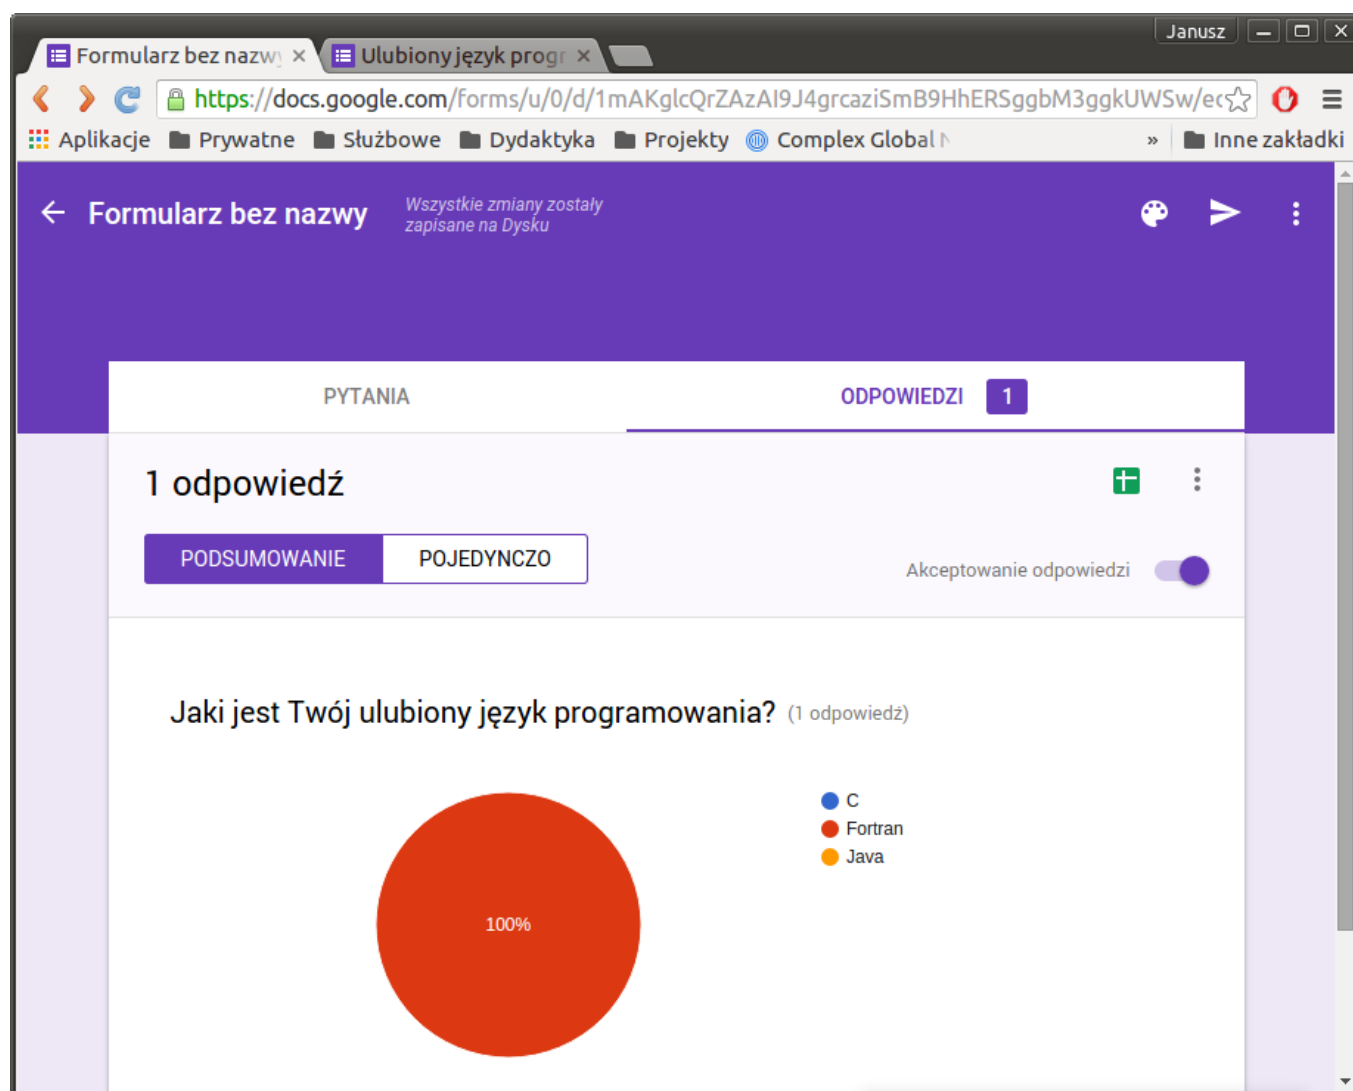 Janusz
Formularz bez nazwy
Ulubiony język progr
https://docs.google.com/forms/u/0/d/1mAKglcQrZAzAI9J4grcaziSmB9HhERSggbM3ggkUWSw/ec
Aplikacje Prywatne Służbowe Dydaktyka Projekty Complex Global N » Inne zakładki
Formularz bez nazwy
Wszystkie zmiany zostały
zapisane na Dysku
PYTANIA
ODPOWIEDZI 1
1 odpowiedź
PODSUMOWANIE POJEDYNCZO
Akceptowanie odpowiedzi
Jaki jest Twój ulubiony język programowania? (1 odpowiedź)
C
Fortran
Java
100%